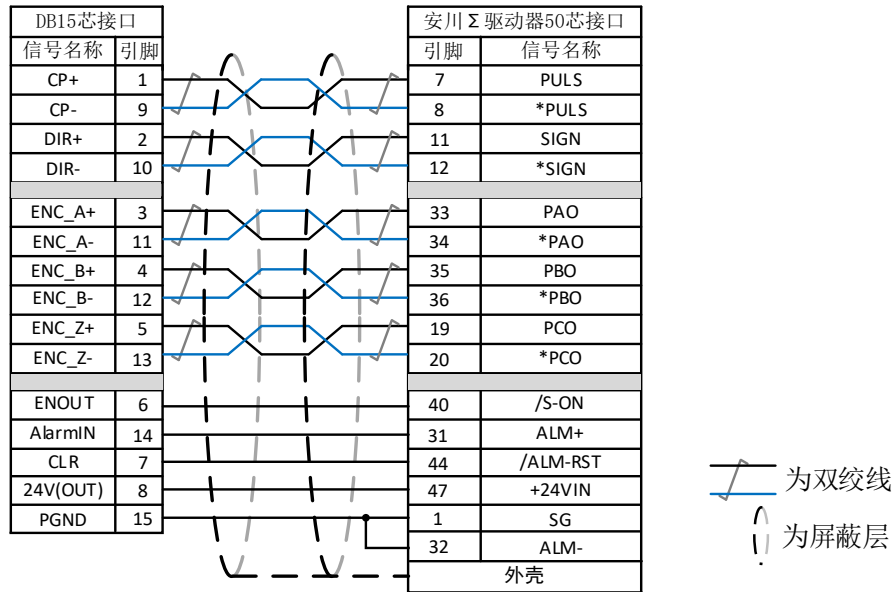 DB15芯接口 安川Σ驱动器50芯接口
信号名称 引脚 引脚 信号名称
CP+ 1 7 PULS
CP- 9 8 *PULS
DIR+ 2 11 SIGN
DIR- 10 12 *SIGN
ENC_A+ 3 33 PAO
ENC_A- 11 34 *PAO
ENC_B+ 4 35 PBO
ENC_B- 12 36 *PBO
ENC_Z+ 5 19 PCO
ENC_Z- 13 20 *PCO
ENOUT 6 40 /S-ON
AlarmIN 14 31 ALM+
CLR 7 44 /ALM-RST
24V(OUT) 8 47 +24VIN
PGND 15 1 SG
32 ALM-
外壳
为双绞线
为屏蔽层